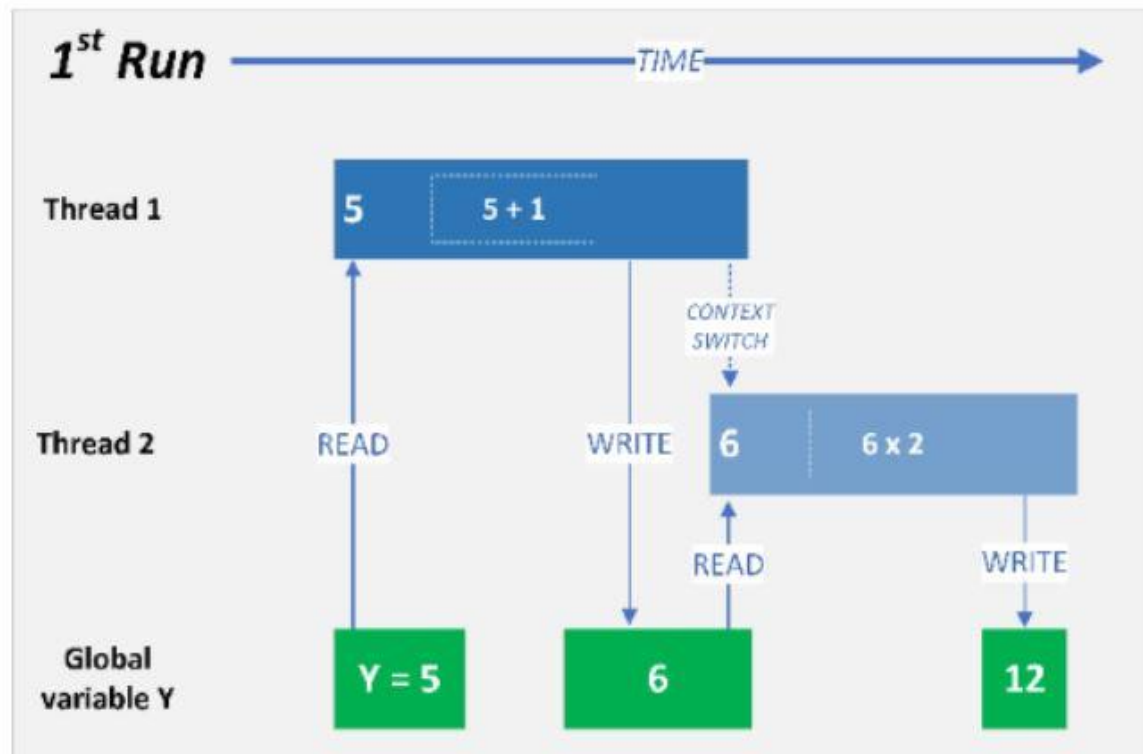 1st Run
TIME
Thread 1
5
5 + 1
CONTEXT
SWITCH
Thread 2
READ
WRITE
6
6 x 2
READ
WRITE
Global
variable Y
Y = 5
6
12